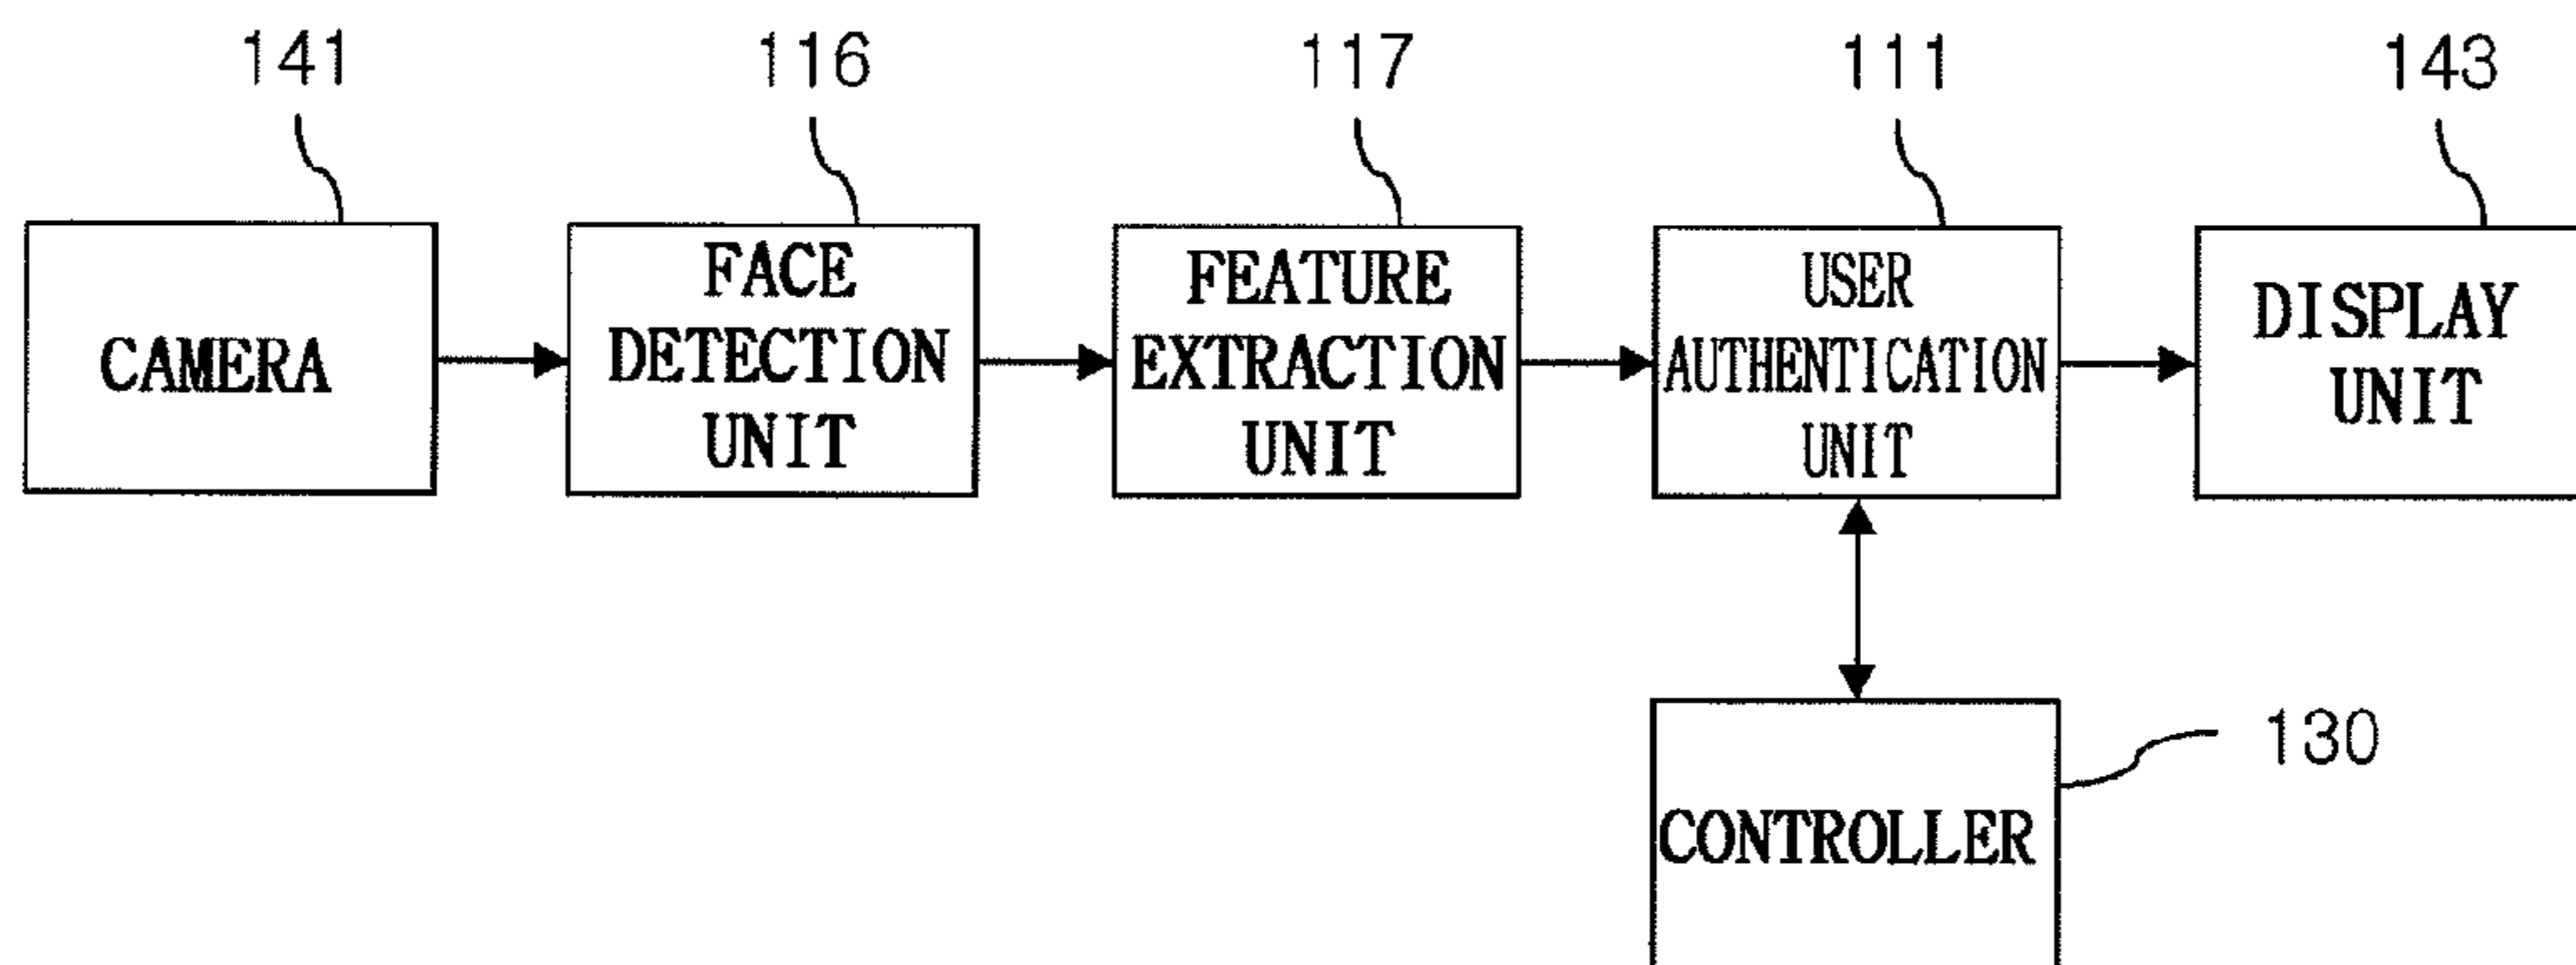 141
116
117
111
143
CAMERA
FACE
DETECTION
UNIT
FEATURE
EXTRACTION
UNIT
USER
AUTHENTICATION
UNIT
DISPLAY
UNIT
130
CONTROLLER